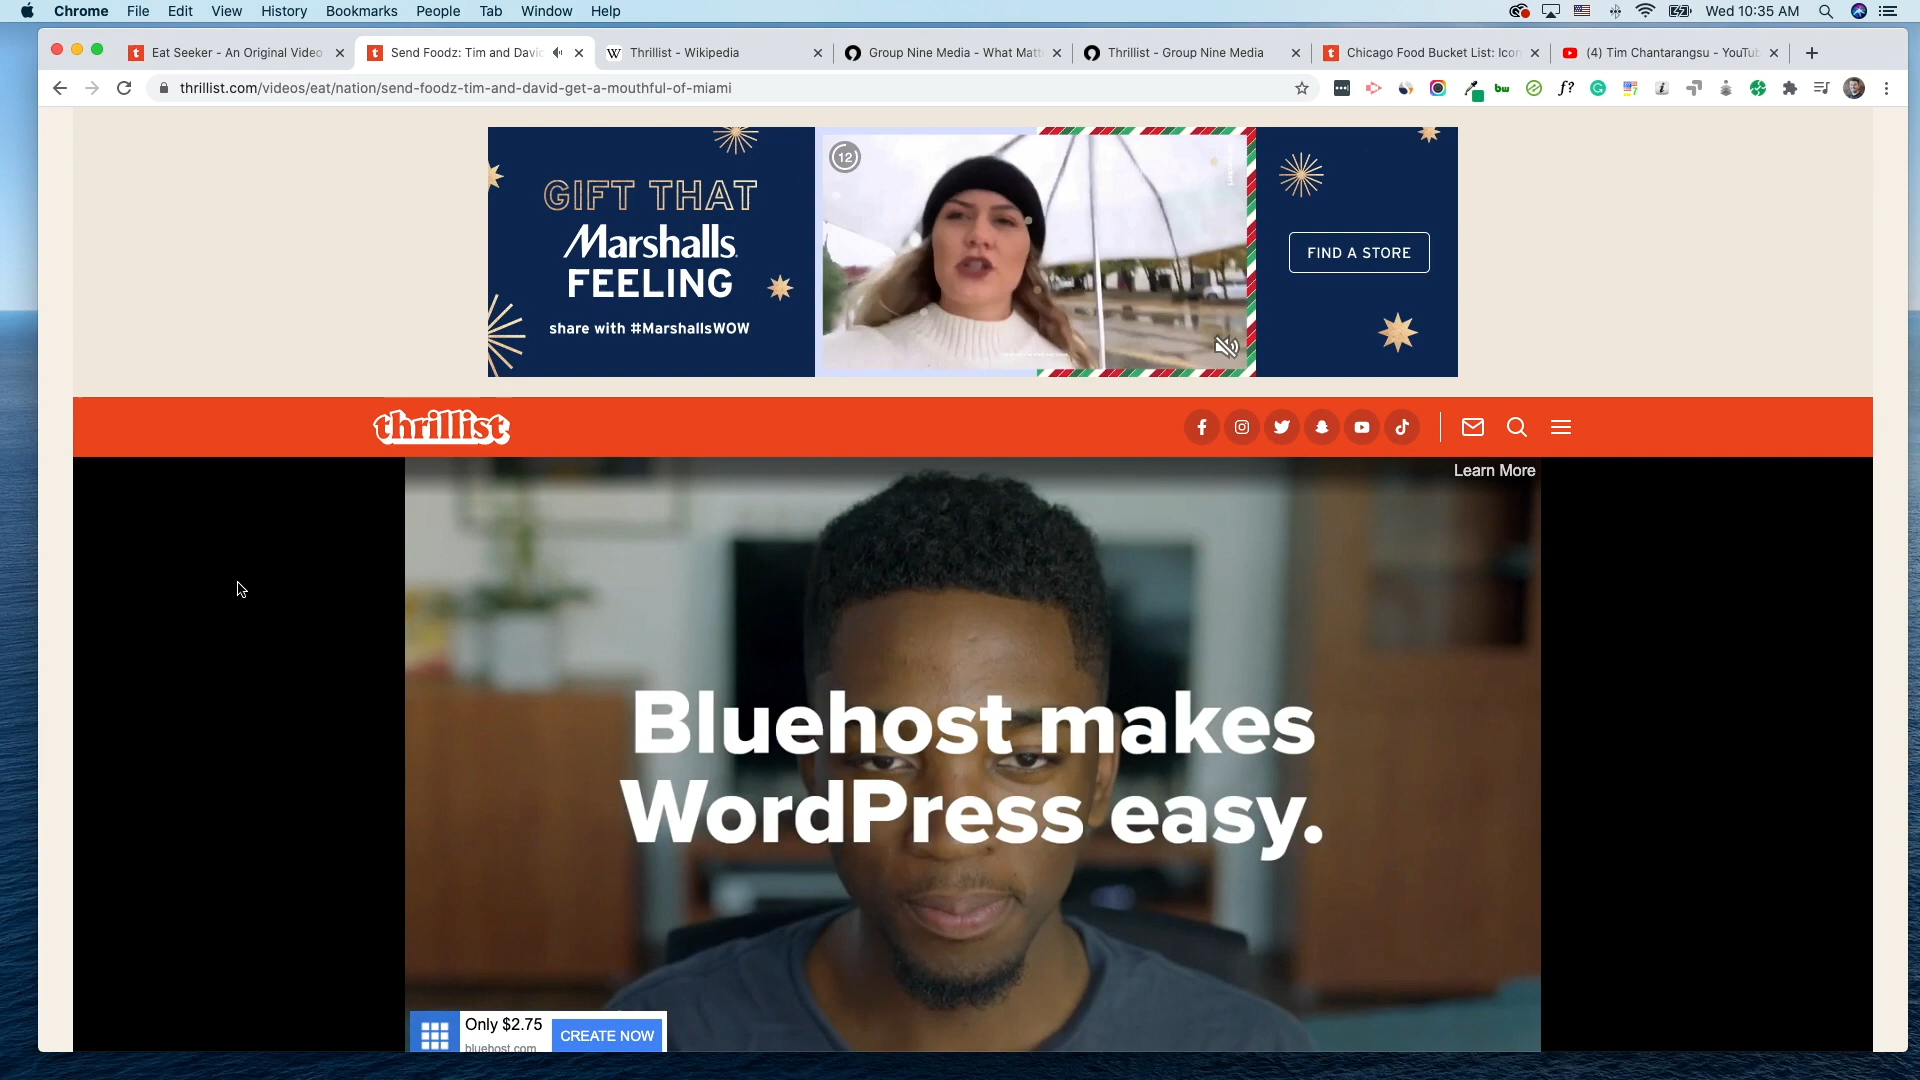 Chrome File Edit View History Bookmarks People Tab Window Help
Wed 10:35 AM
Eat Seeker - An Original Video
Send Foodz: Tim and Davi
Thrillist - Wikipedia
Group Nine Media - What Matt
Thrillist - Group Nine Media
Chicago Food Bucket List: Icon
(4) Tim Chantarangsu - YouTub
thrillist.com/videos/eat/nation/send-foodz-tim-and-david-get-a-mouthful-of-miami
bw
f?
12
GIFT THAT
Marshalls
FEELING
share with #MarshallsWOW
FIND A STORE
thrillist
Learn More
Bluehost makes
WordPress easy.
Only $2.75
CREATE NOW
bluehost.com